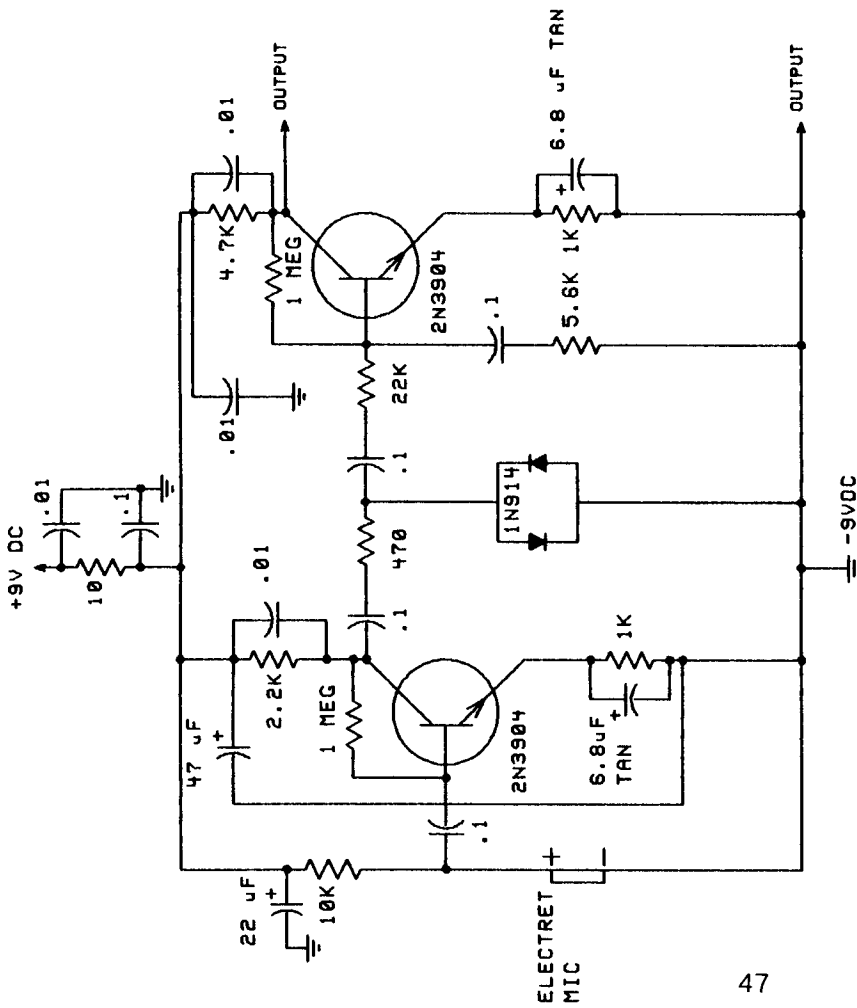 +9V DC
.01
10
.1
47 uF
+
22 uF
+
10K
2.2K
.01
1 MEG
.01
4.7K
.01
1 MEG
OUTPUT
2N3904
2N3904
.1
.1
470
.1
22K
.1
5.6K
1K
+
6.8 uF TAN
1N914
ELECTRET
MIC
+
-
6.8uF
TAN
+
1K
-9VDC
OUTPUT
47